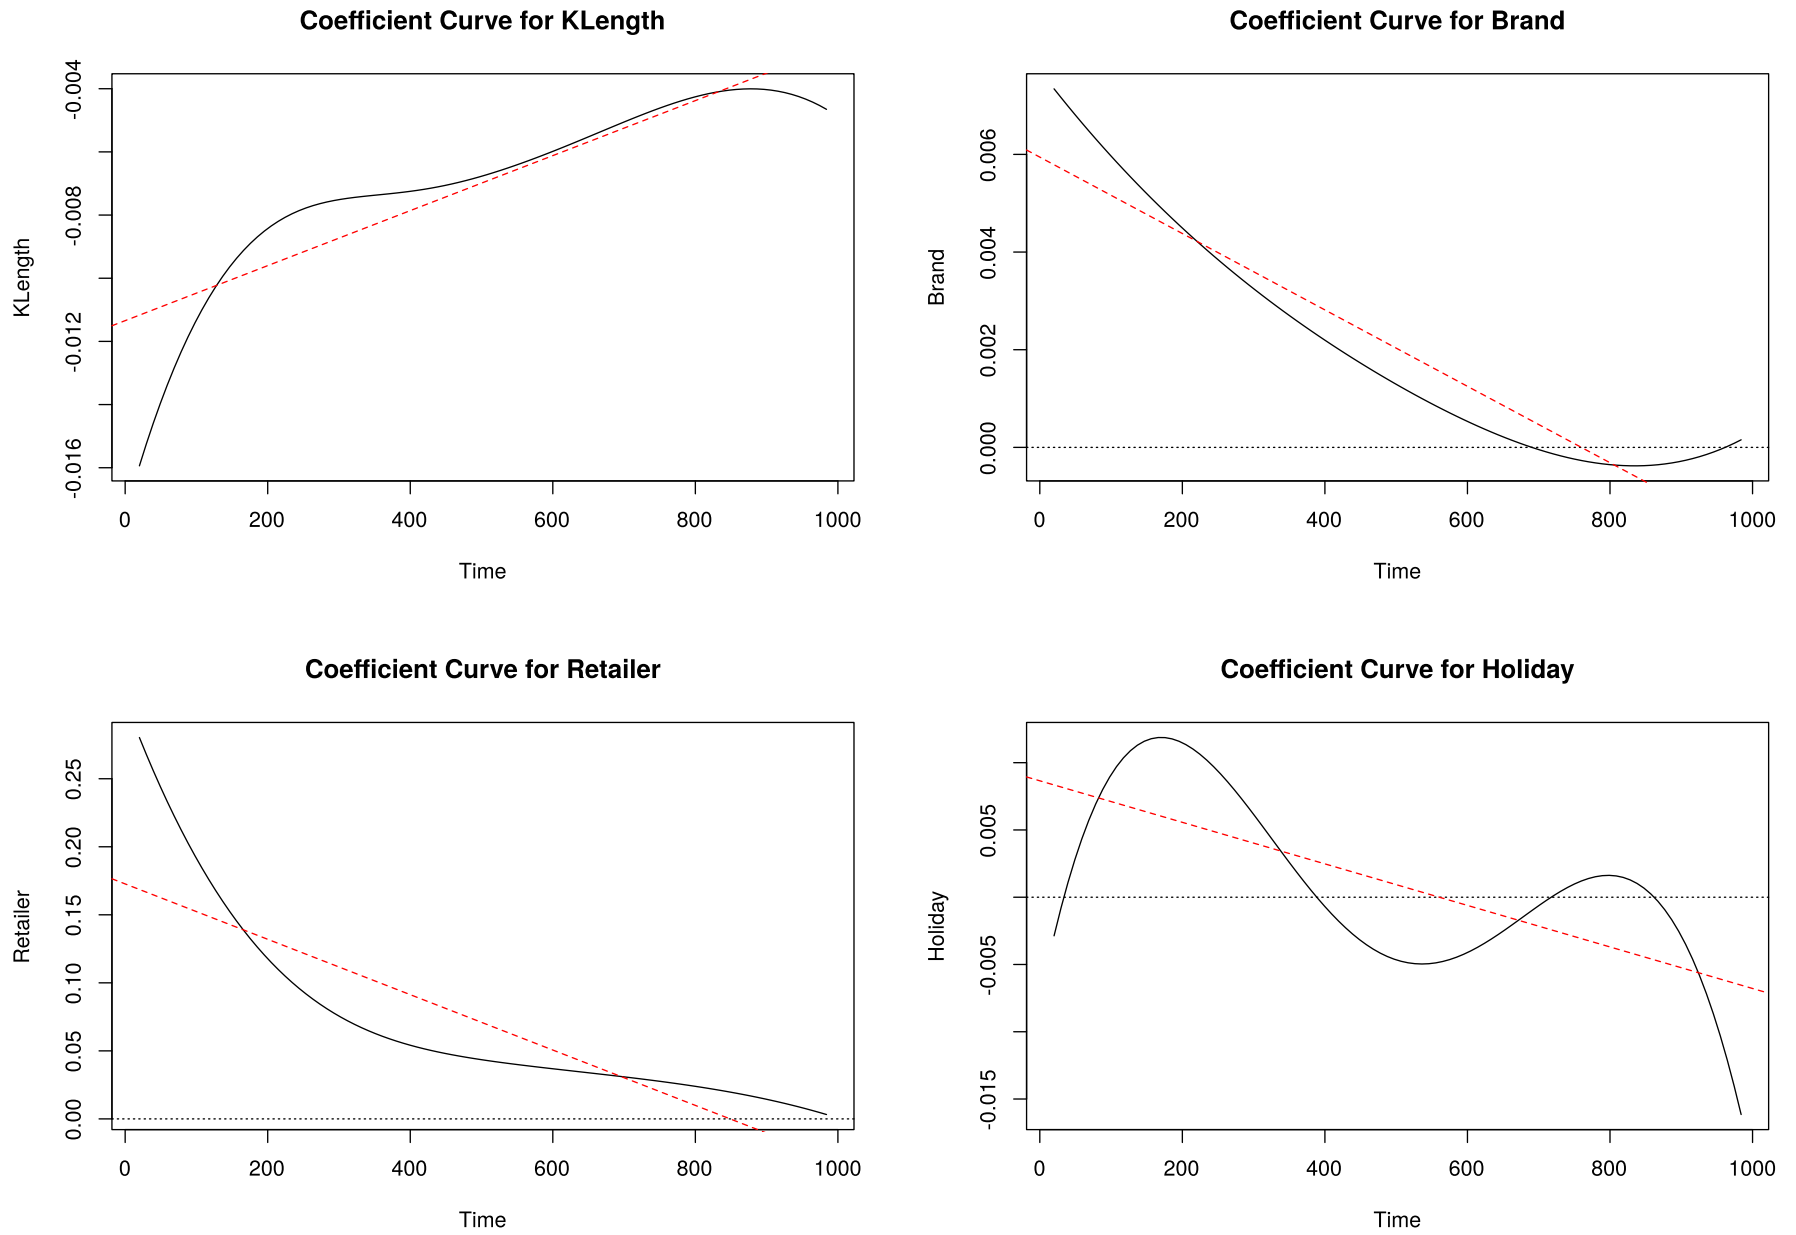 Coefficient Curve for KLength
KLength
-0.004
-0.008
-0.012
-0.016
0 200 400 600 800 1000
Time
Coefficient Curve for Brand
Brand
0.006
0.004
0.002
0.000
0 200 400 600 800 1000
Time
Coefficient Curve for Retailer
Retailer
0.25
0.20
0.15
0.10
0.05
0.00
0 200 400 600 800 1000
Time
Coefficient Curve for Holiday
Holiday
0.005
-0.005
-0.015
0 200 400 600 800 1000
Time